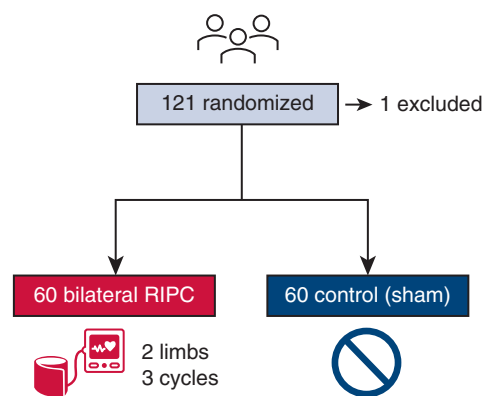 121 randomized
1 excluded
60 bilateral RIPC
60 control (sham)
2 limbs
3 cycles